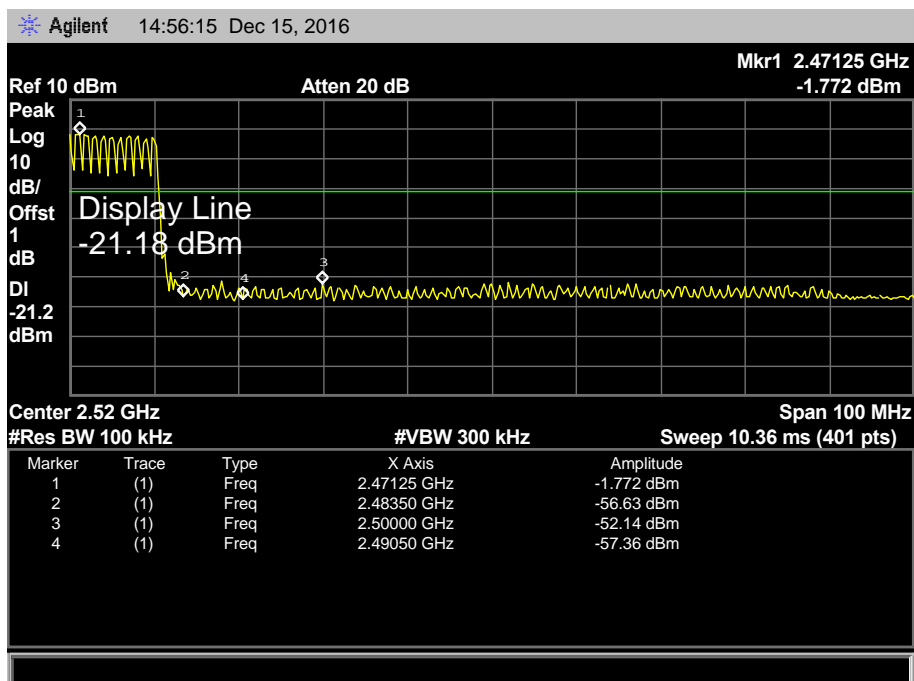 Agilent 14:56:15 Dec 15, 2016
Mkr1 2.47125 GHz
Ref 10 dBm Atten 20 dB -1.772 dBm
Peak
Log
10
dB/
Offst
1
dB
DI
-21.2
dBm
1
Display Line
-21.18 dBm
2
4
3
Center 2.52 GHz Span 100 MHz
#Res BW 100 kHz #VBW 300 kHz Sweep 10.36 ms (401 pts)
Marker Trace Type X Axis Amplitude
1 (1) Freq 2.47125 GHz -1.772 dBm
2 (1) Freq 2.48350 GHz -56.63 dBm
3 (1) Freq 2.50000 GHz -52.14 dBm
4 (1) Freq 2.49050 GHz -57.36 dBm